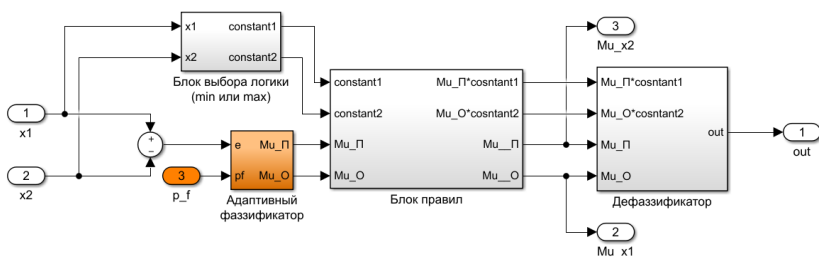 x1
constant1
x2
constant2
Блок выбора логики
(min или max)
3
Mu_x2
constant1
Mu_П*cosntant1
constant2
Mu_O*cosntant2
Mu_П
Mu__П
Mu_O
Mu__O
Блок правил
Mu_П*cosntant1
Mu_O*cosntant2
Mu_П
Mu_O
out
Дефаззификатор
1
x1
2
x2
+
−
e
Mu_П
pf
Mu_O
Адаптивный
фаззификатор
3
p_f
1
out
2
Mu_x1